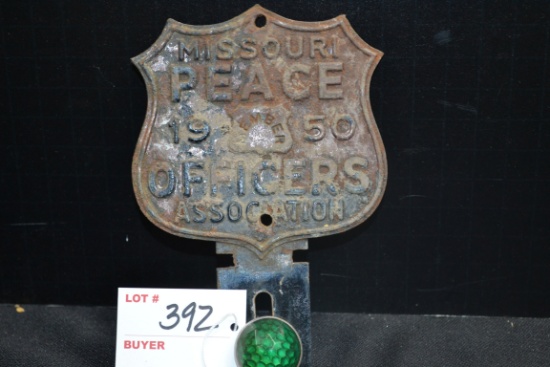 MISSOURI
PEACE
19 50
OFFICERS
ASSOCIATION
LOT # 392
BUYER